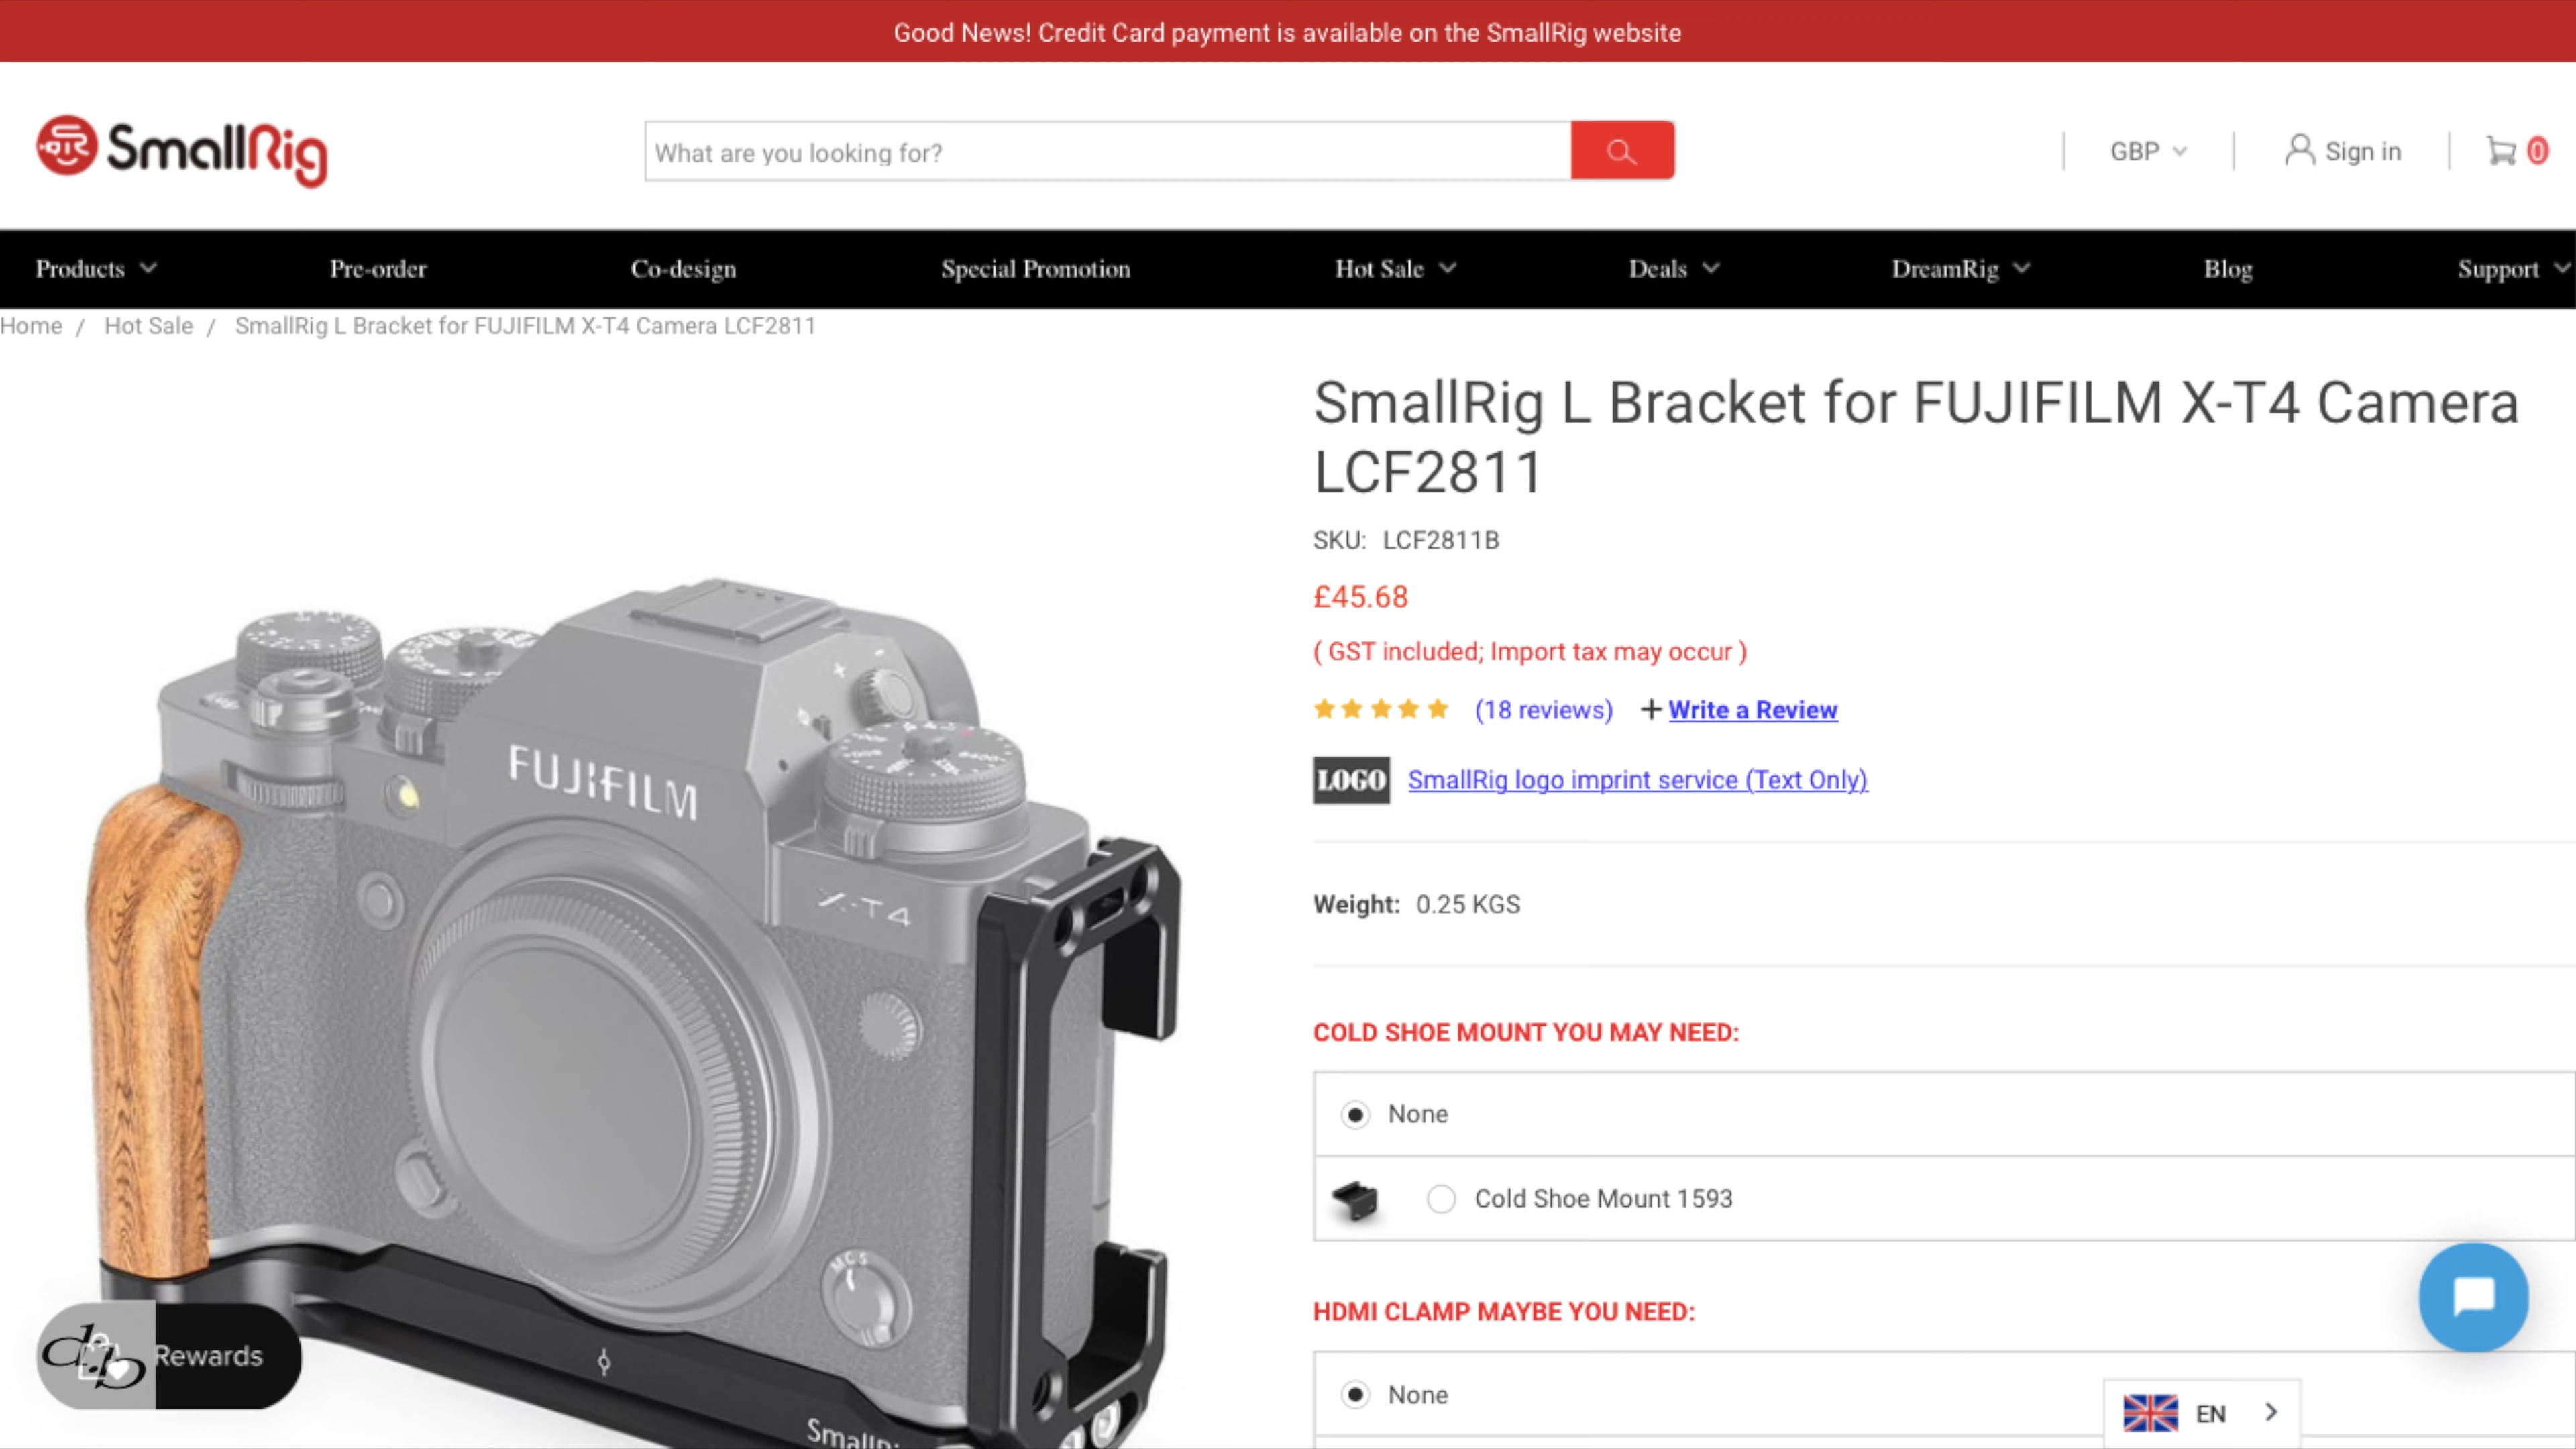 Good News! Credit Card payment is available on the SmallRig website
SmallRig
What are you looking for?
GBP
Sign in
0
Products
Pre-order
Co-design
Special Promotion
Hot Sale
Deals
DreamRig
Blog
Support
Home / Hot Sale / SmallRig L Bracket for FUJIFILM X-T4 Camera LCF2811
SmallRig L Bracket for FUJIFILM X-T4 Camera
LCF2811
SKU: LCF2811B
£45.68
( GST included; Import tax may occur )
(18 reviews) + Write a Review
LOGO SmallRig logo imprint service (Text Only)
Weight: 0.25 KGS
COLD SHOE MOUNT YOU MAY NEED:
None
Cold Shoe Mount 1593
HDMI CLAMP MAYBE YOU NEED:
None
EN
FUJIFILM
X-T4
MCS
d.b
Rewards